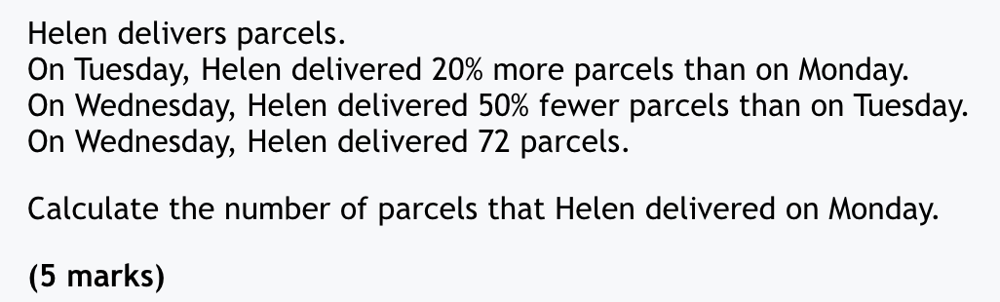 Helen delivers parcels.
On Tuesday, Helen delivered 20% more parcels than on Monday.
On Wednesday, Helen delivered 50% fewer parcels than on Tuesday.
On Wednesday, Helen delivered 72 parcels.
Calculate the number of parcels that Helen delivered on Monday.
(5 marks)